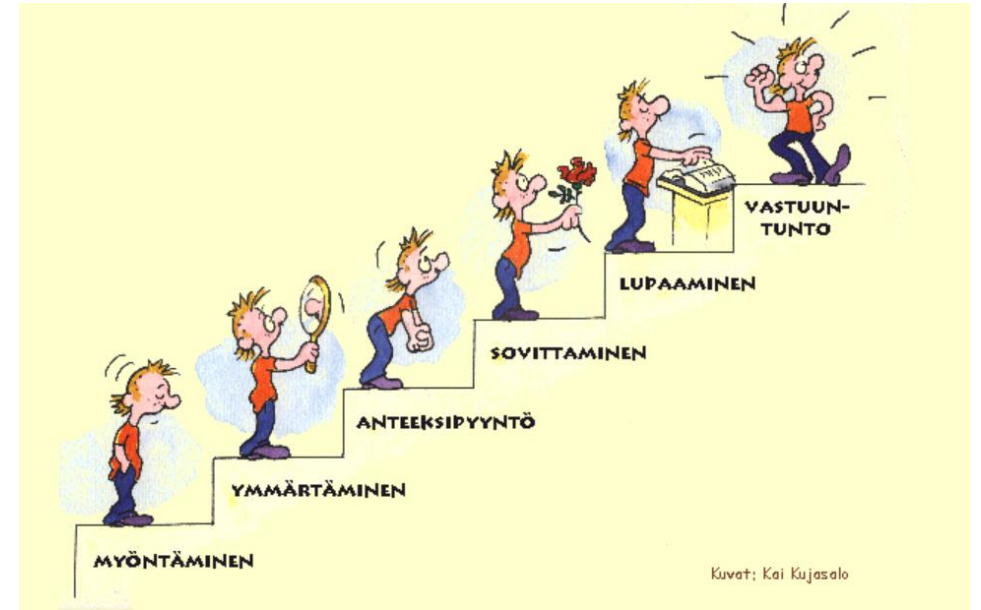 VASTUUN-
TUNTO
LUPAAMINEN
SOVITTAMINEN
ANTEEKSIPYYNTÖ
YMMÄRTÄMINEN
MYÖNTÄMINEN
Kuvat: Kai Kujasalo